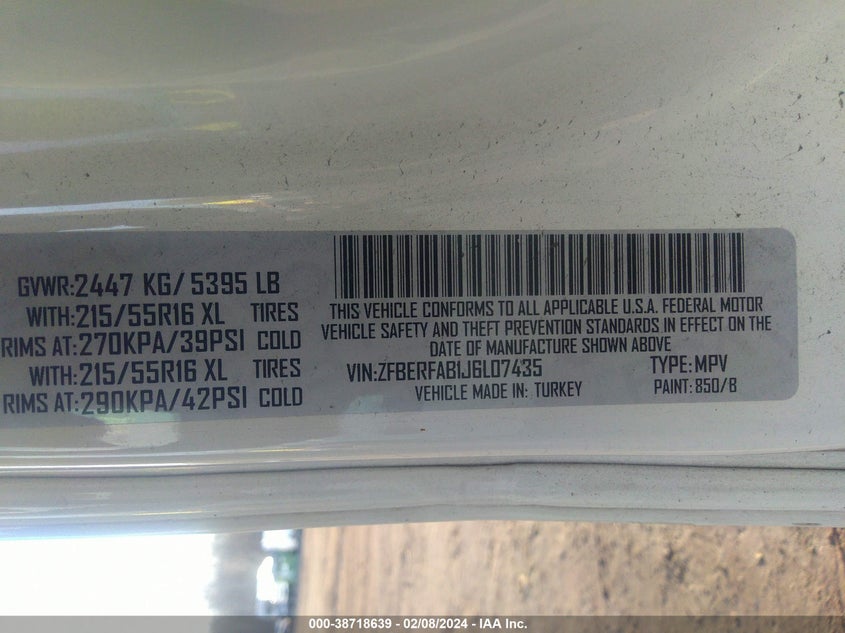 GVWR:2447 KG/ 5395 LB
WITH:215/55R16 XL TIRES
RIMS AT:270KPA/39PSI COLD
WITH:215/55R16 XL TIRES
RIMS AT:290KPA/42PSI COLD
THIS VEHICLE CONFORMS TO ALL APPLICABLE U.S.A. FEDERAL MOTOR
VEHICLE SAFETY AND THEFT PREVENTION STANDARDS IN EFFECT ON THE
DATE OF MANUFACTURE SHOWN ABOVE
VIN:ZFBERFAB1J6L07435 TYPE: MPV
VEHICLE MADE IN: TURKEY PAINT: 850/B
000-38718639 - 02/08/2024 - IAA Inc.